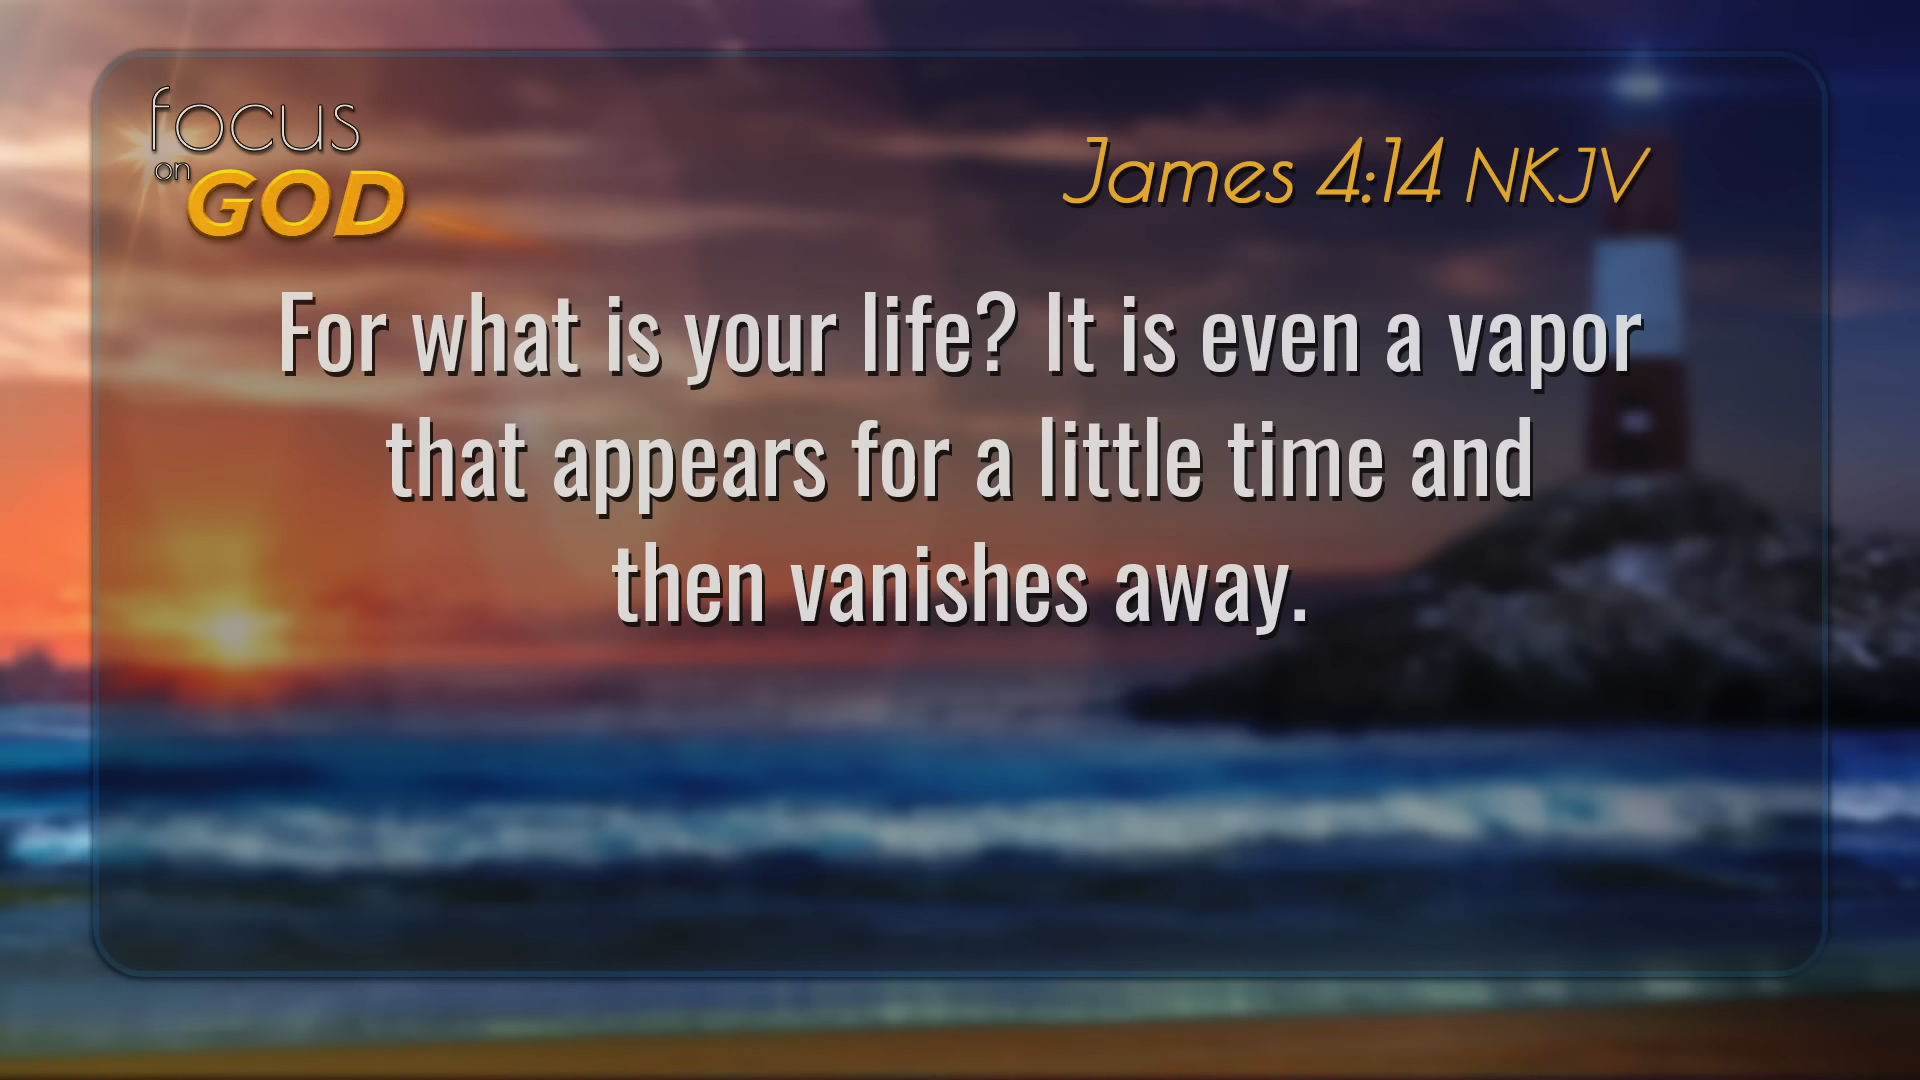 focus
on
GOD
James 4:14 NKJV
For what is your life? It is even a vapor
that appears for a little time and
then vanishes away.